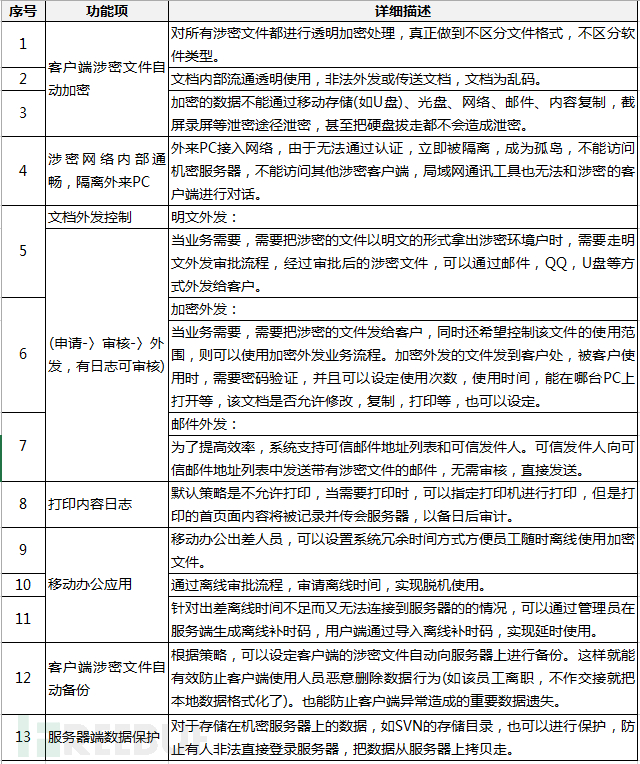 序号 功能项 详细描述
1 客户端涉密文件自动加密 对所有涉密文件都进行透明加密处理，真正做到不区分文件格式，不区分软
件类型。
2 文档内部流通透明使用，非法外发或传送文档，文档为乱码。
3 加密的数据不能通过移动存储(如U盘)、光盘、网络、邮件、内容复制，截
屏录屏等泄密途径泄密，甚至把硬盘拔走都不会造成泄密。
4 涉密网络内部通畅，隔离外来PC 外来PC接入网络，由于无法通过认证，立即被隔离，成为孤岛，不能访问
机密服务器，不能访问其他涉密客户端，局域网通讯工具也无法和涉密的客
户端进行对话。
5 文档外发控制 明文外发：
当业务需要，需要把涉密的文件以明文的形式拿出涉密环境户时，需要走明
文外发审批流程，经过审批后的涉密文件，可以通过邮件，QQ，U盘等方
式外发给客户。
6 (申请-〉审核-〉外发，有日志可审核) 加密外发：
当业务需要，需要把涉密的文件发给客户，同时还希望控制该文件的使用范
围，则可以使用加密外发业务流程。加密外发的文件发到客户处，被客户使
用时，需要密码验证，并且可以设定使用次数，使用时间，能在哪台PC上
打开等，该文档是否允许修改，复制，打印等，也可以设定。
7 邮件外发：
为了提高效率，系统支持可信邮件地址列表和可信发件人。可信发件人向可
信邮件地址列表中发送带有涉密文件的邮件，无需审核，直接发送。
8 打印内容日志 默认策略是不允许打印，当需要打印时，可以指定打印机进行打印，但是打
印的首页面内容将被记录并传会服务器，以备日后审计。
9 移动办公应用 移动办公出差人员，可以设置系统冗余时间方式方便员工随时离线使用加密
文件。
10 通过离线审批流程，审请离线时间，实现脱机使用。
11 针对出差离线时间不足而又无法连接到服务器的的情况，可以通过管理员在
服务端生成离线补时码，用户端通过导入离线补时码，实现延时使用。
12 客户端涉密文件自动备份 根据策略，可以设定客户端的涉密文件自动向服务器上进行备份。这样就能
有效防止客户端使用人员恶意删除数据行为(如该员工离职，不作交接就把
本地数据格式化了)。也能防止客户端异常造成的重要数据遗失。
13 服务器端数据保护 对于存储在机密服务器上的数据，如SVN的存储目录，也可以进行保护，防
止有人非法直接登录服务器，把数据从服务器上拷贝走。
FREEBUF